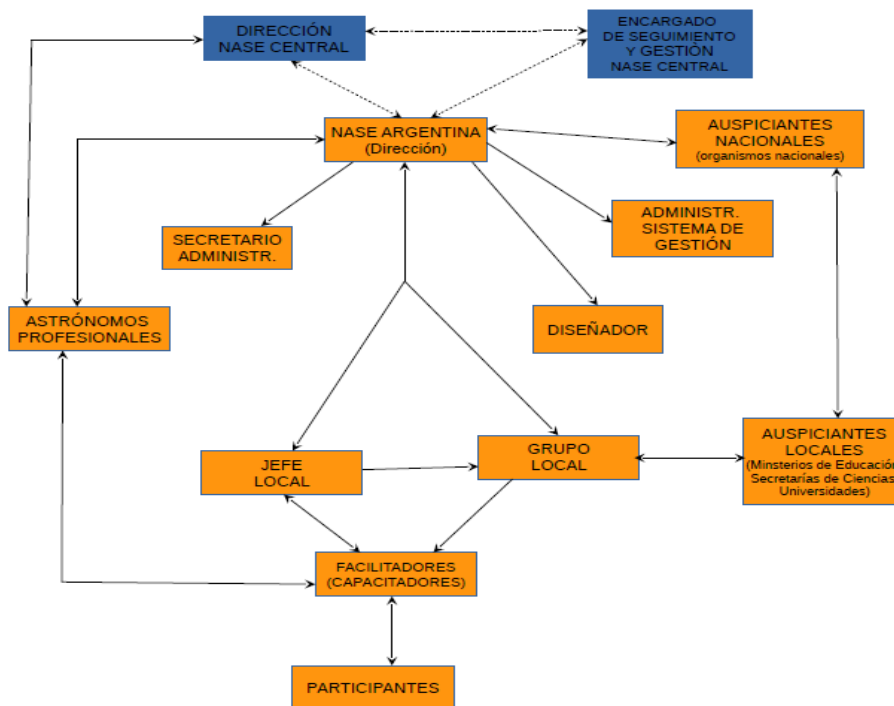 DIRECCIÓN
NASE CENTRAL
ENCARGADO
DE SEGUIMIENTO
Y GESTIÒN
NASE CENTRAL
NASE ARGENTINA
(Dirección)
AUSPICIANTES
NACIONALES
(organismos nacionales)
SECRETARIO
ADMINISTR.
ADMINISTR.
SISTEMA DE
GESTIÓN
ASTRÓNOMOS
PROFESIONALES
DISEÑADOR
JEFE
LOCAL
GRUPO
LOCAL
AUSPICIANTES
LOCALES
(Minsterios de Educación
Secretarías de Ciencias
Universidades)
FACILITADORES
(CAPACITADORES)
PARTICIPANTES